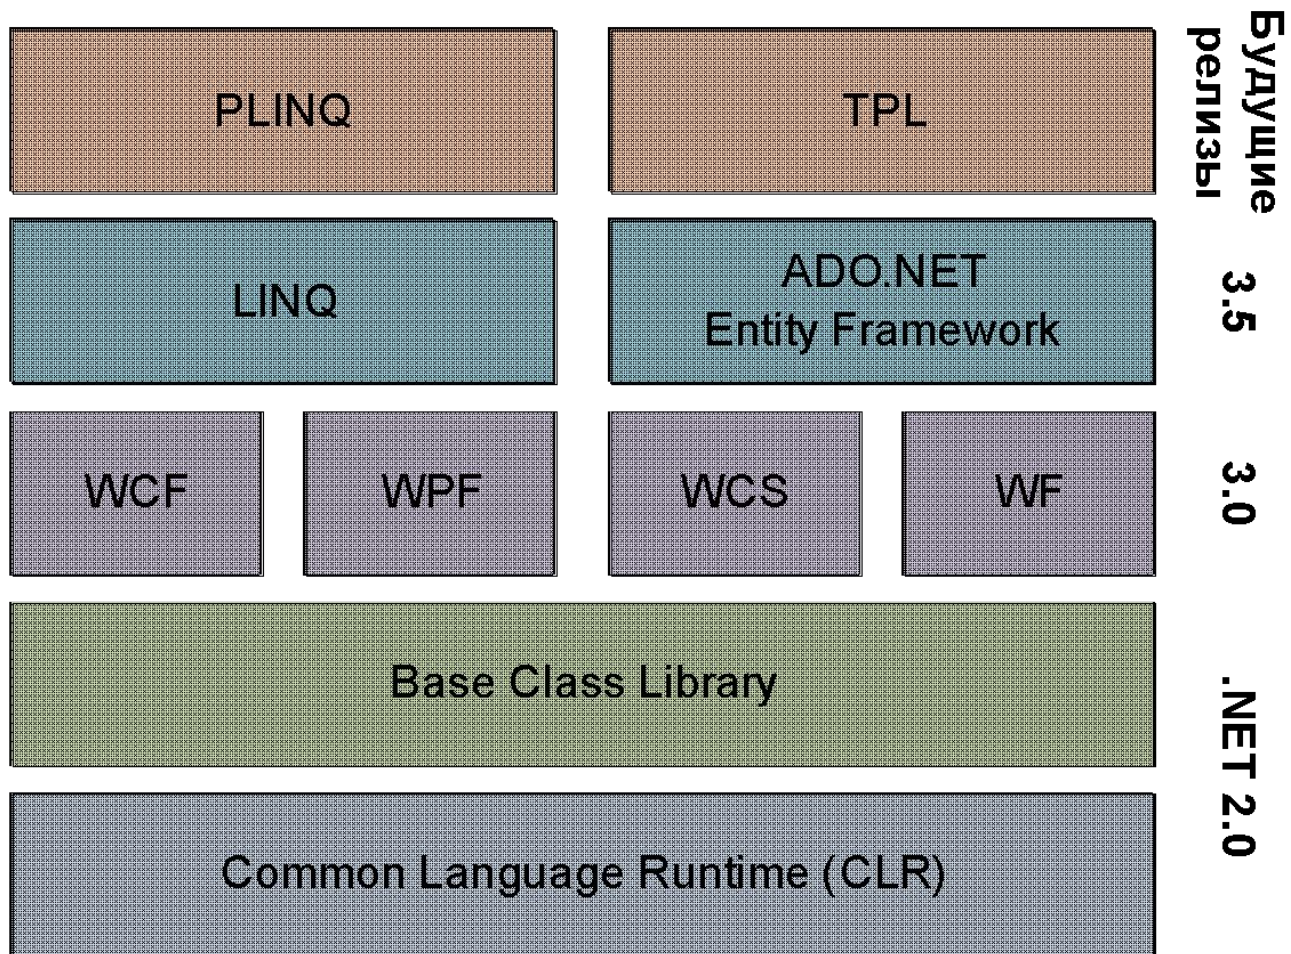 PLINQ
TPL
Будущие
релизы
LINQ
ADO.NET
Entity Framework
3.5
WCF
WPF
WCS
WF
3.0
Base Class Library
.NET 2.0
Common Language Runtime (CLR)